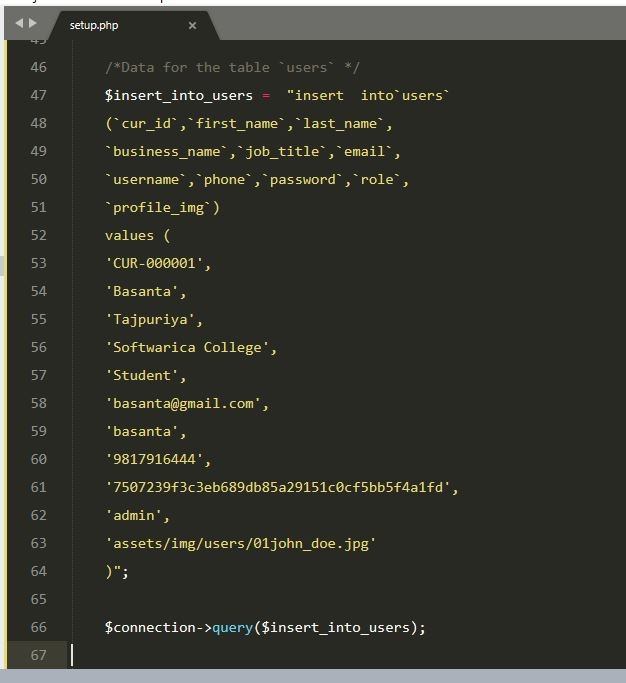 setup.php ×
46 /*Data for the table `users` */
47 $insert_into_users = "insert  into`users`
48 (`cur_id`,`first_name`,`last_name`,
49 `business_name`,`job_title`,`email`,
50 `username`,`phone`,`password`,`role`,
51 `profile_img`)
52 values (
53 'CUR-000001',
54 'Basanta',
55 'Tajpuriya',
56 'Softwarica College',
57 'Student',
58 'basanta@gmail.com',
59 'basanta',
60 '9817916444',
61 '7507239f3c3eb689db85a29151c0cf5bb5f4a1fd',
62 'admin',
63 'assets/img/users/01john_doe.jpg'
64 )";
65
66 $connection->query($insert_into_users);
67